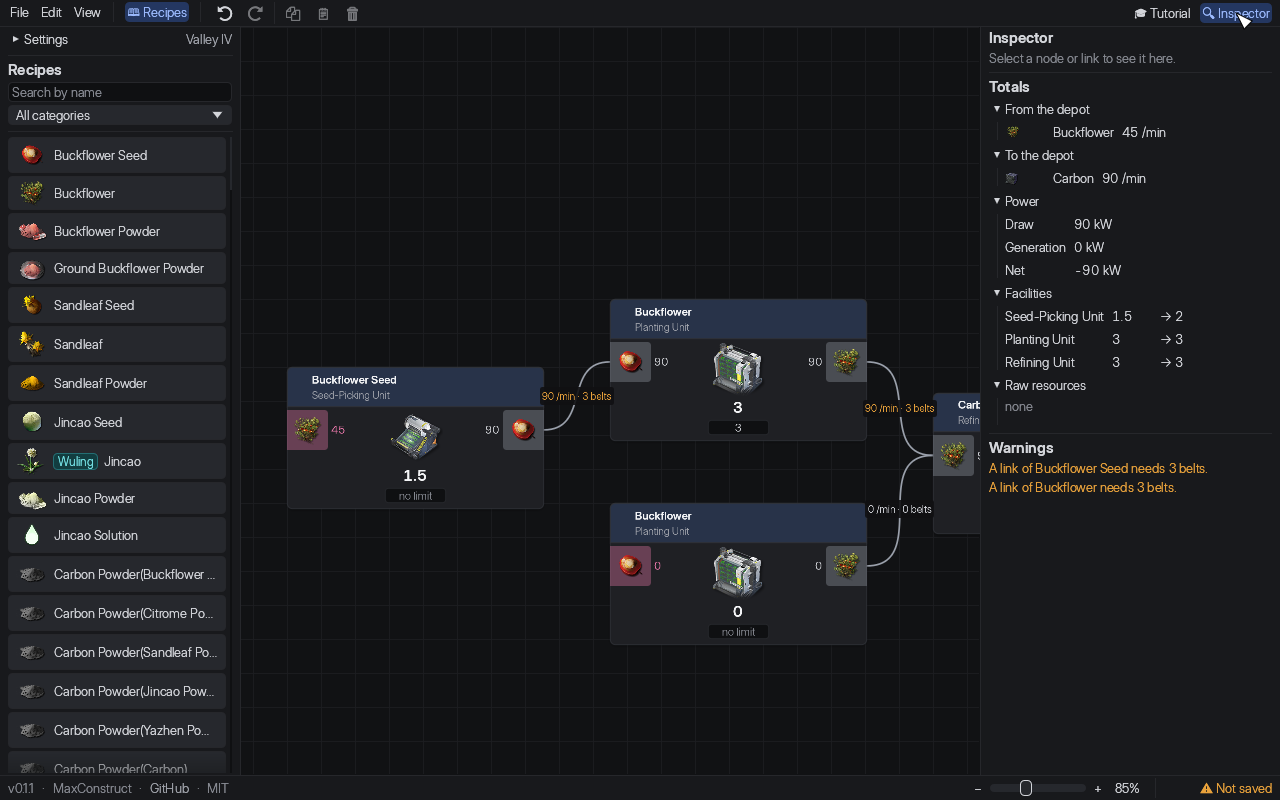 File Edit View Recipes Tutorial Inspector
Settings Valley IV
Recipes
Search by name
All categories
Buckflower Seed
Buckflower
Buckflower Powder
Ground Buckflower Powder
Sandleaf Seed
Sandleaf
Sandleaf Powder
Jincao Seed
Wuling Jincao
Jincao Powder
Jincao Solution
Carbon Powder(Buckflower ...
Carbon Powder(Citrome Po...
Carbon Powder(Sandleaf Po...
Carbon Powder(Jincao Pow...
Carbon Powder(Yazhen Po...
Carbon Powder(Carbon)
Buckflower Seed
Seed-Picking Unit
45 90
1.5
no limit
90 /min · 3 belts
Buckflower
Planting Unit
90 90
3
3
90 /min · 3 belts
Buckflower
Planting Unit
0 0
0
no limit
0 /min · 0 belts
Carb
Refin
Inspector
Select a node or link to see it here.
Totals
From the depot
Buckflower 45 /min
To the depot
Carbon 90 /min
Power
Draw 90 kW
Generation 0 kW
Net -90 kW
Facilities
Seed-Picking Unit 1.5 → 2
Planting Unit 3 → 3
Refining Unit 3 → 3
Raw resources
none
Warnings
A link of Buckflower Seed needs 3 belts.
A link of Buckflower needs 3 belts.
v0.1.1 · MaxConstruct · GitHub · MIT
− + 85% Not saved